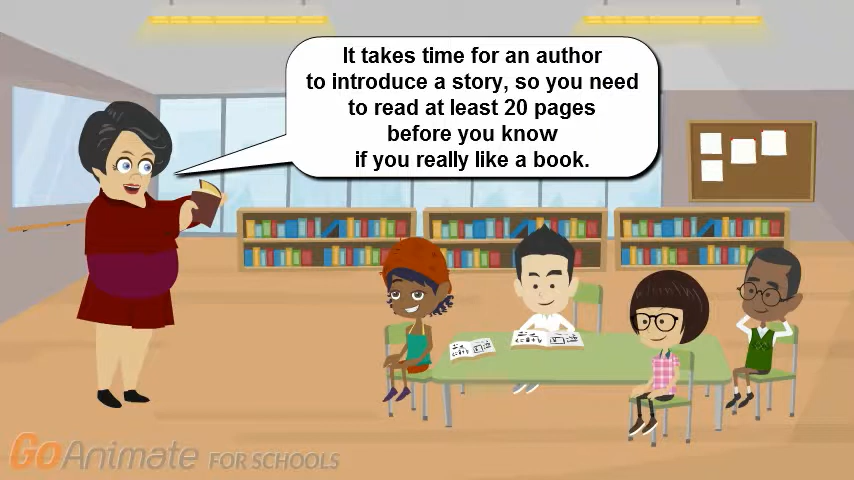 It takes time for an author
to introduce a story, so you need
to read at least 20 pages
before you know
if you really like a book.
GoAnimate FOR SCHOOLS